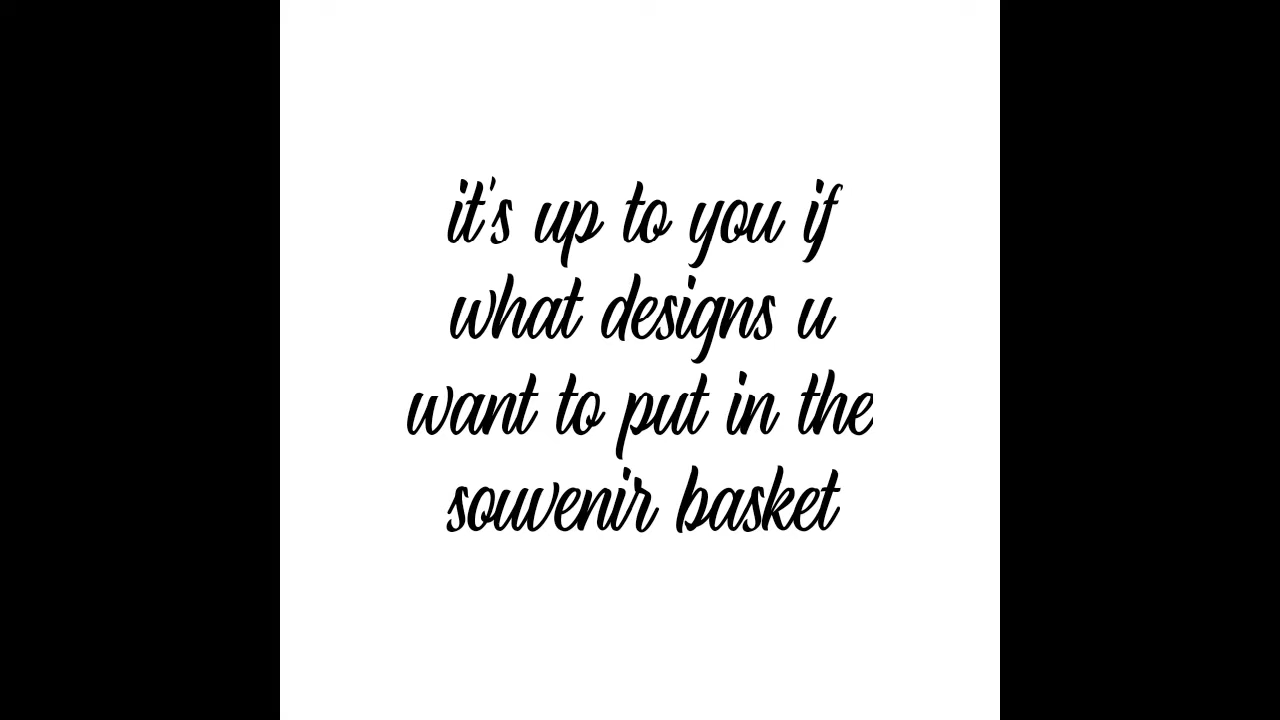 it's up to you if
what designs u
want to put in the
souvenir basket